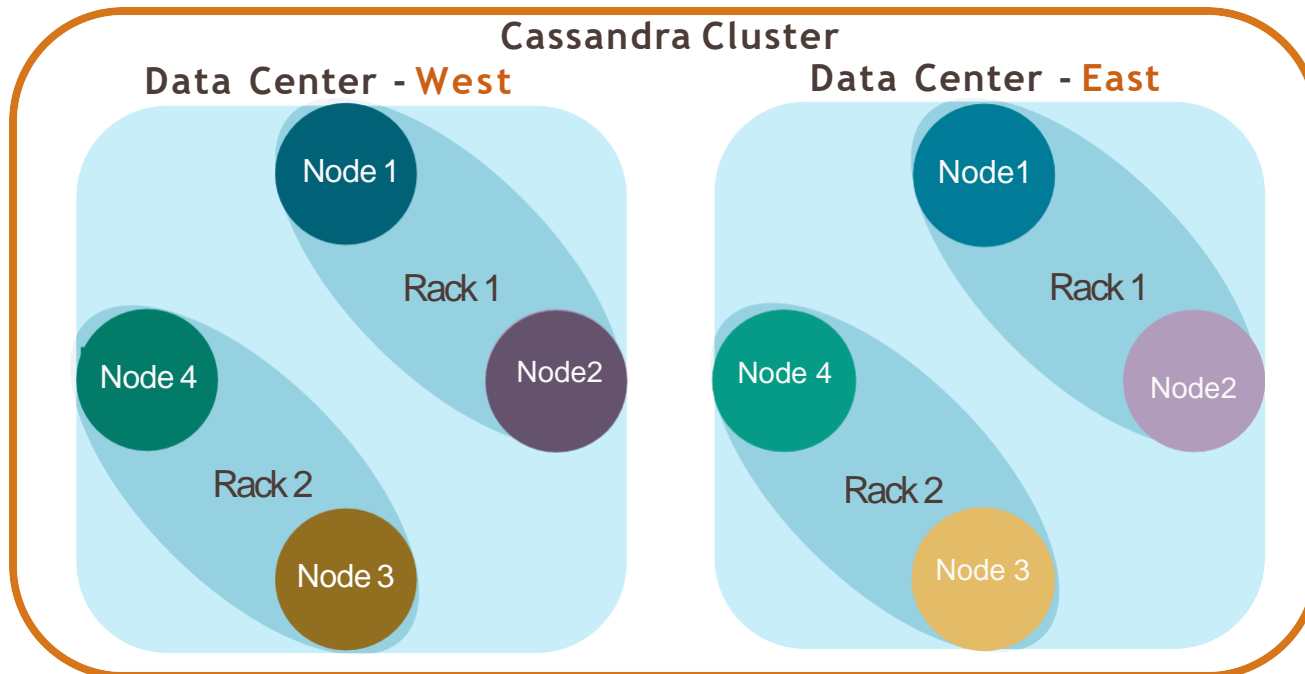 Cassandra Cluster
Data Center - West
Node 1
Rack 1
Node2
Node 4
Rack 2
Node 3
Data Center - East
Node1
Rack 1
Node2
Node 4
Rack 2
Node 3